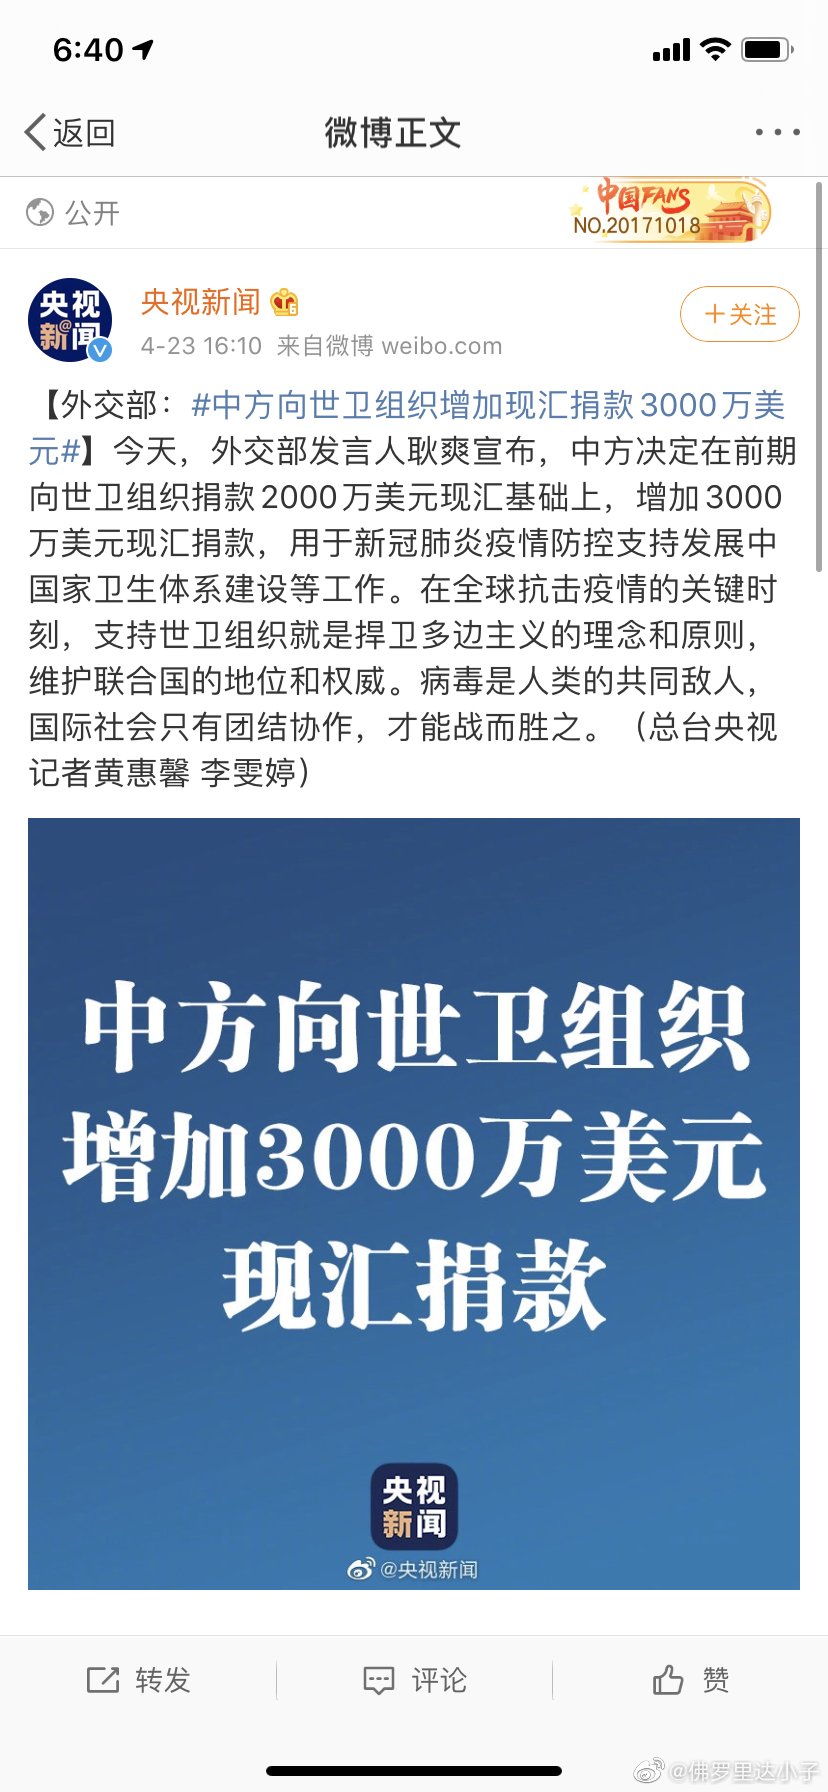 6:40
返回
微博正文
公开
中国FANS
NO.20171018
央视
新闻
央视新闻
4-23 16:10 来自微博 weibo.com
+关注
【外交部：#中方向世卫组织增加现汇捐款3000万美
元#】今天，外交部发言人耿爽宣布，中方决定在前期
向世卫组织捐款2000万美元现汇基础上，增加3000
万美元现汇捐款，用于新冠肺炎疫情防控支持发展中
国家卫生体系建设等工作。在全球抗击疫情的关键时
刻，支持世卫组织就是捍卫多边主义的理念和原则，
维护联合国的地位和权威。病毒是人类的共同敌人，
国际社会只有团结协作，才能战而胜之。（总台央视
记者黄惠馨 李雯婷）
中方向世卫组织
增加3000万美元
现汇捐款
央视
新闻
@央视新闻
转发
评论
赞
@佛罗里达小子